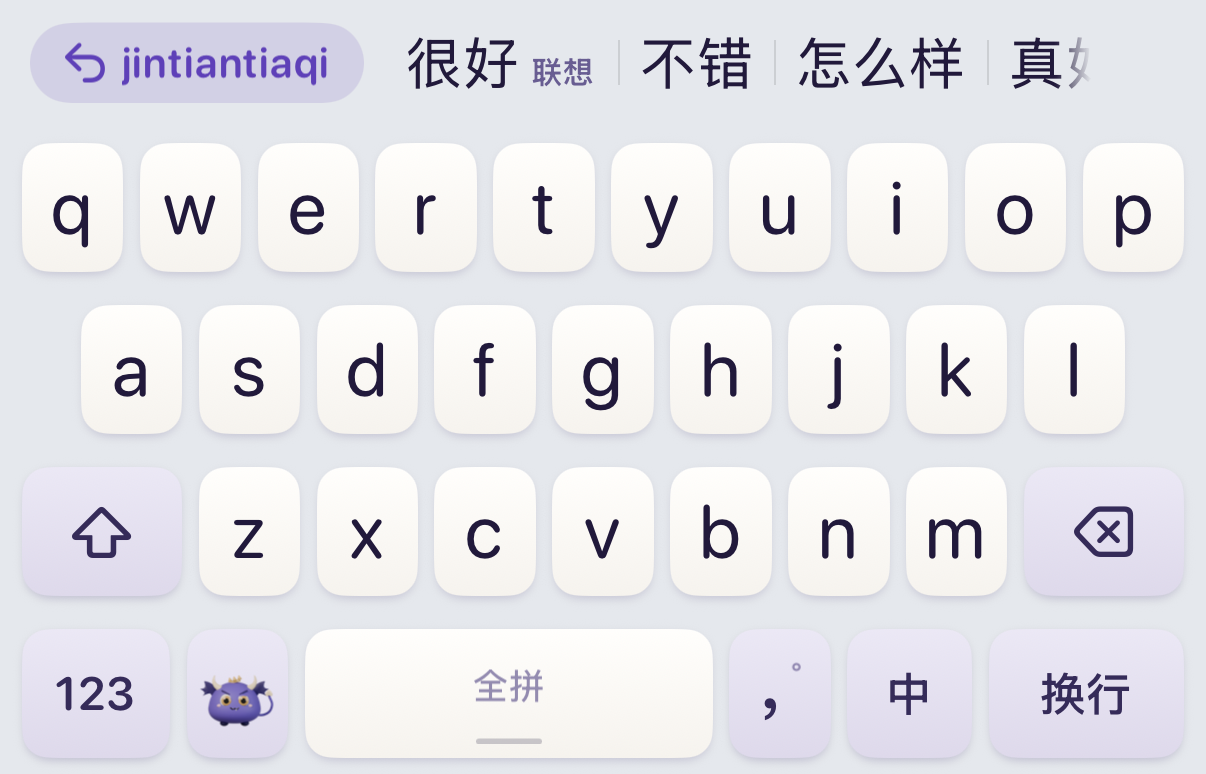 jintiantiaqi 很好 联想 不错 怎么样 真
q w e r t y u i o p
a s d f g h j k l
z x c v b n m
123 全拼 ，° 中 换行